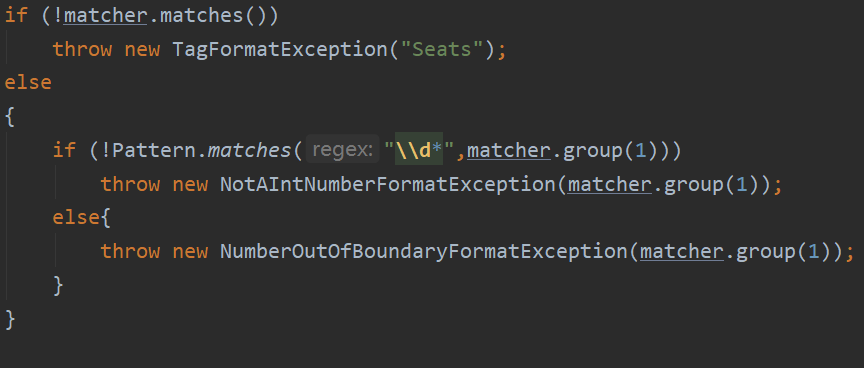 if (!matcher.matches())
throw new TagFormatException("Seats");
else
{
if (!Pattern.matches( regex: "\\d*",matcher.group(1)))
throw new NotAIntNumberFormatException(matcher.group(1));
else{
throw new NumberOutOfBoundaryFormatException(matcher.group(1));
}
}